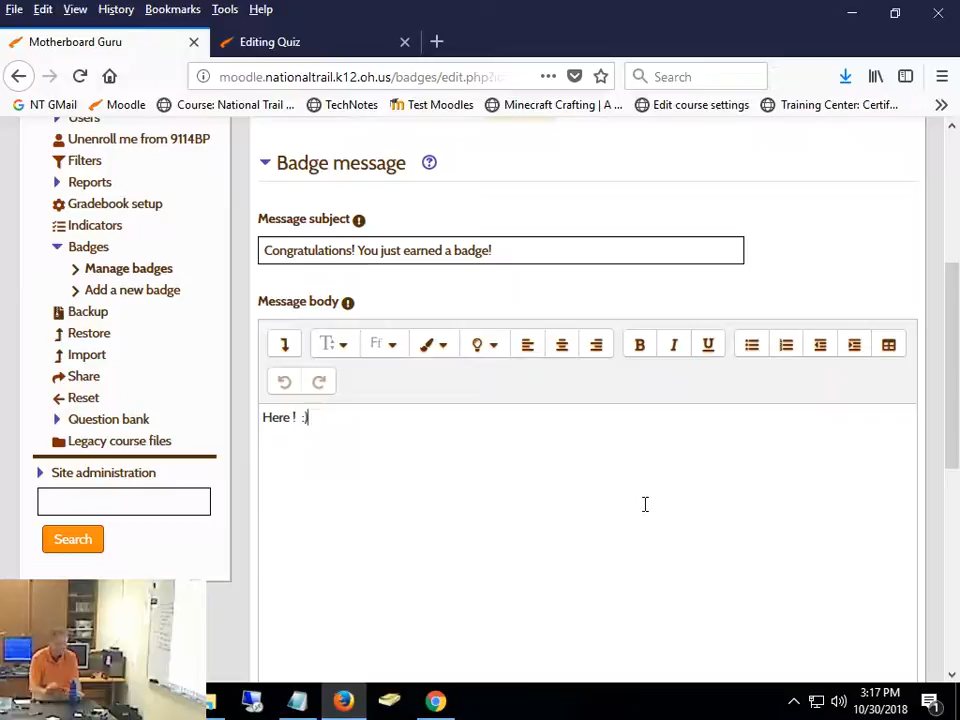 File Edit View History Bookmarks Tools Help
Motherboard Guru
Editing Quiz
moodle.nationaltrail.k12.oh.us/badges/edit.php?i
Search
NT GMail Moodle Course: National Trail ... TechNotes Test Moodles Minecraft Crafting | A ... Edit course settings Training Center: Certif...
Users
Unenroll me from 9114BP
Filters
Reports
Gradebook setup
Indicators
Badges
Manage badges
Add a new badge
Backup
Restore
Import
Share
Reset
Question bank
Legacy course files
Site administration
Search
Badge message
Message subject
Congratulations! You just earned a badge!
Message body
Here ! :)
3:17 PM
10/30/2018